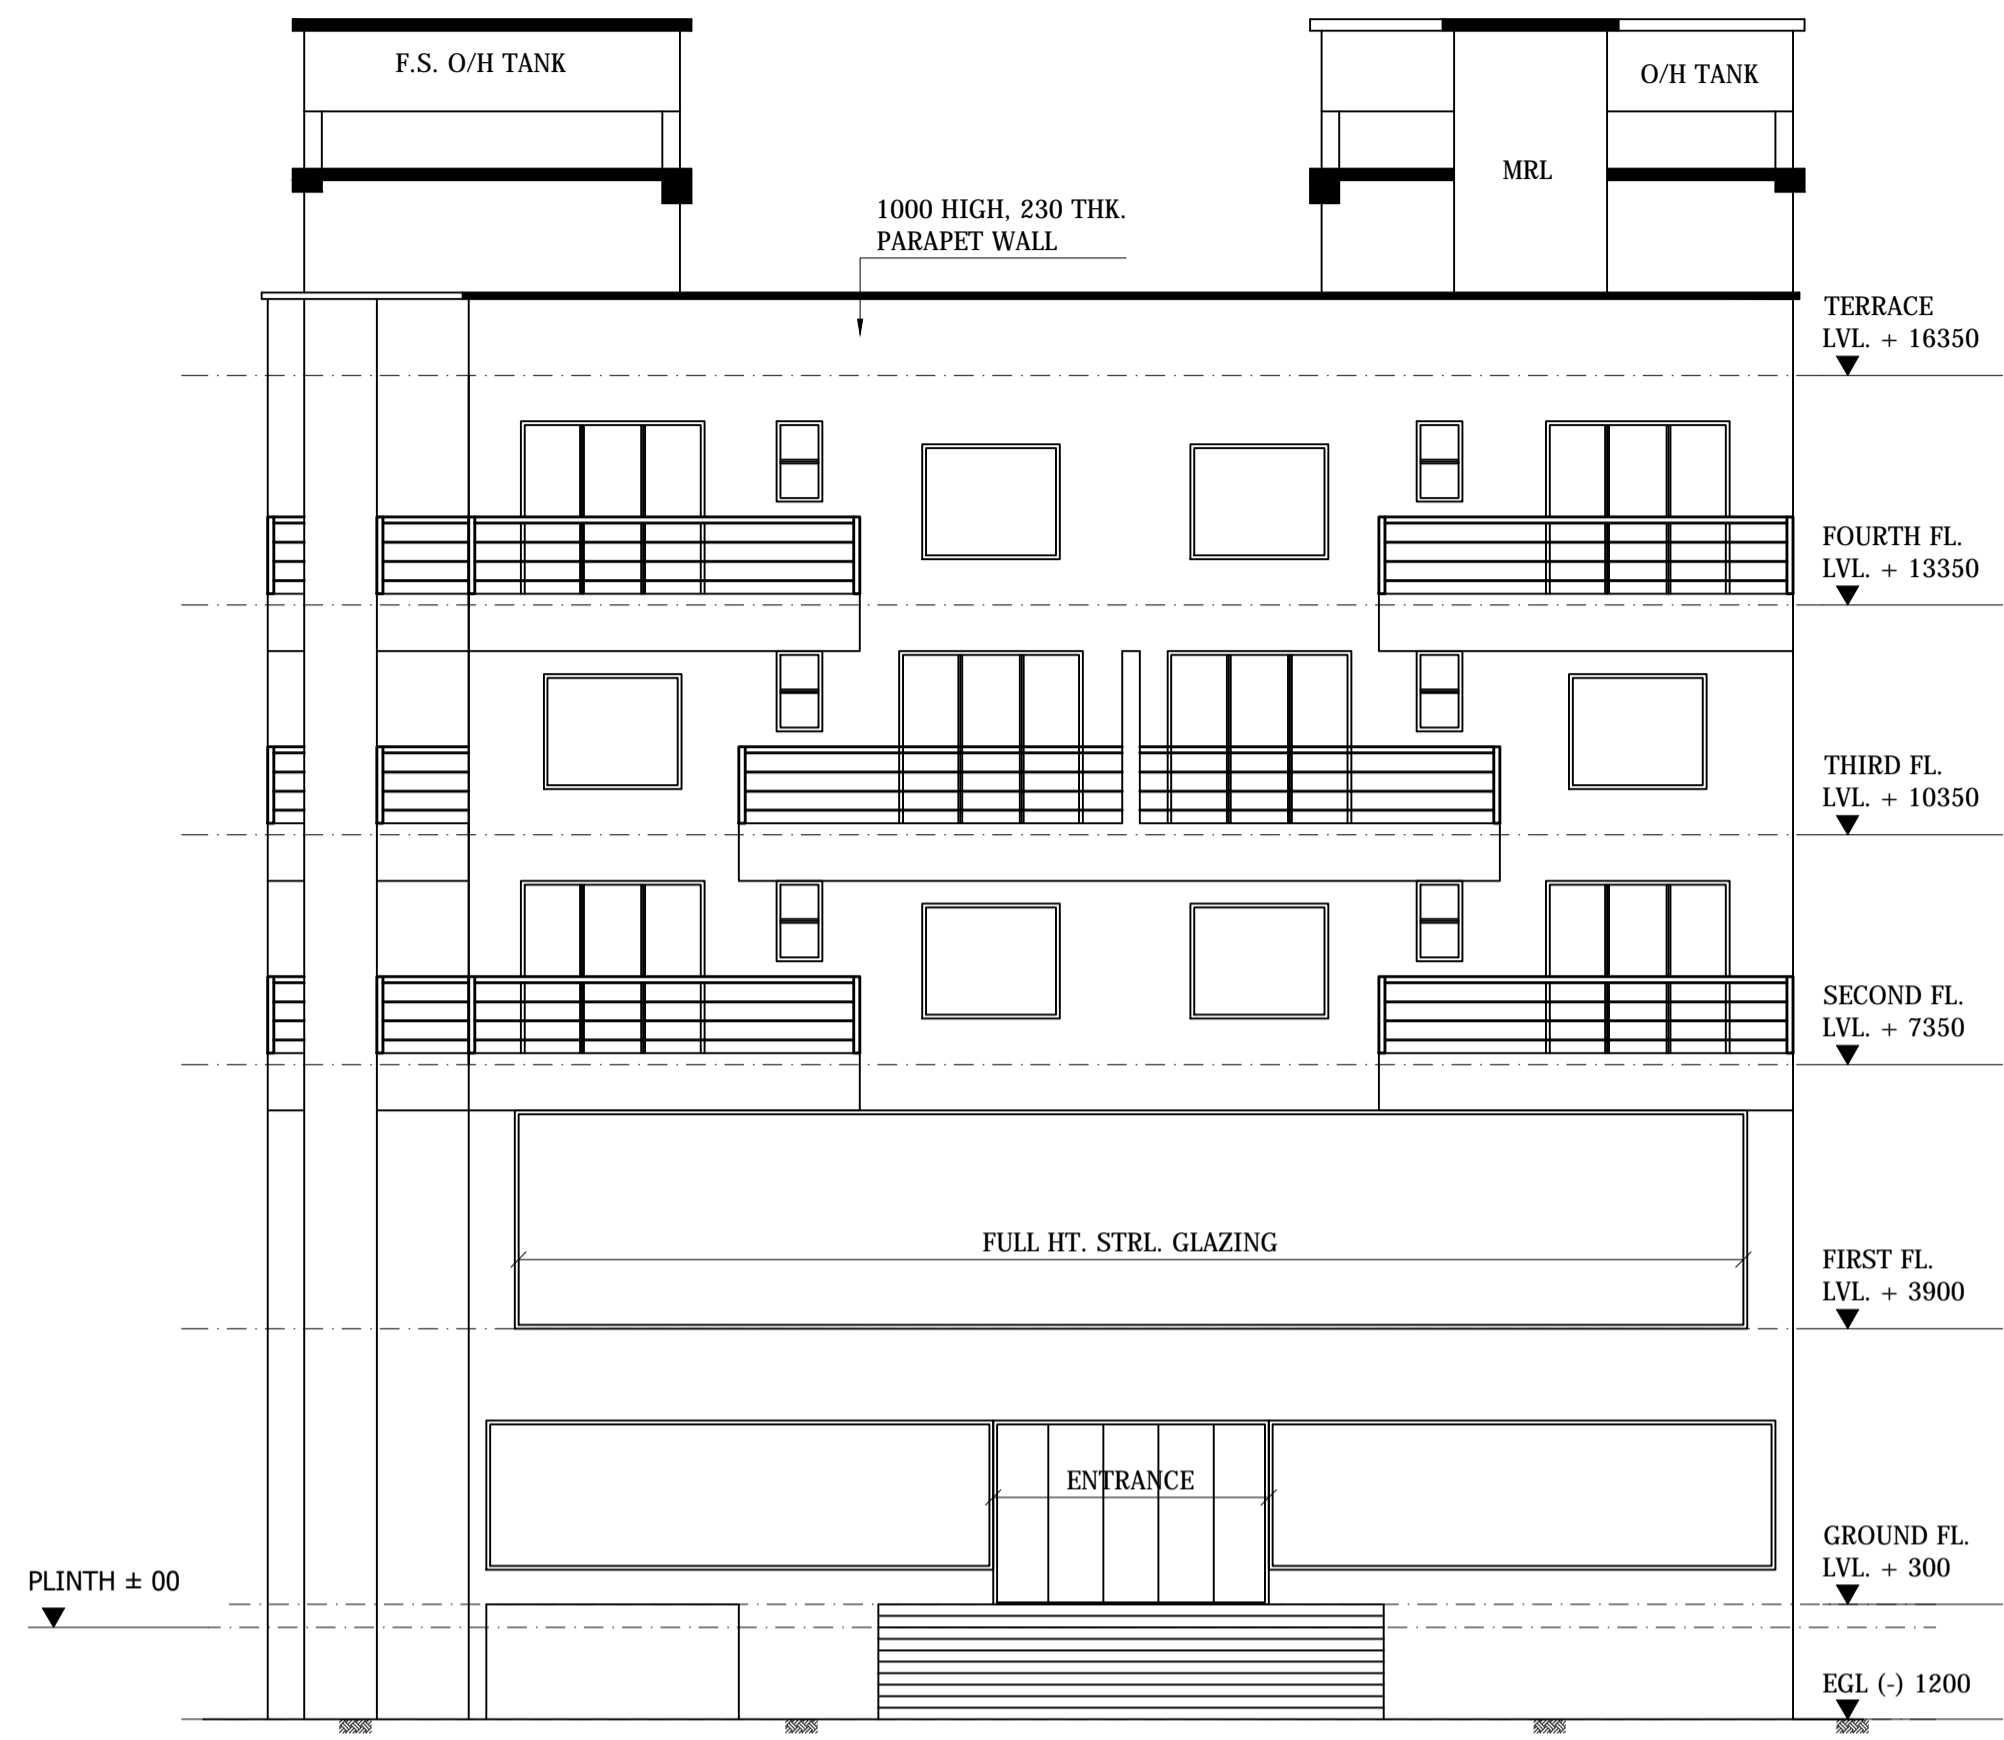 F.S. O/H TANK
O/H TANK
MRL
1000 HIGH, 230 THK.
PARAPET WALL
TERRACE
LVL. + 16350
FOURTH FL.
LVL. + 13350
THIRD FL.
LVL. + 10350
SECOND FL.
LVL. + 7350
FULL HT. STRL. GLAZING
FIRST FL.
LVL. + 3900
ENTRANCE
GROUND FL.
LVL. + 300
PLINTH ± 00
EGL (-) 1200